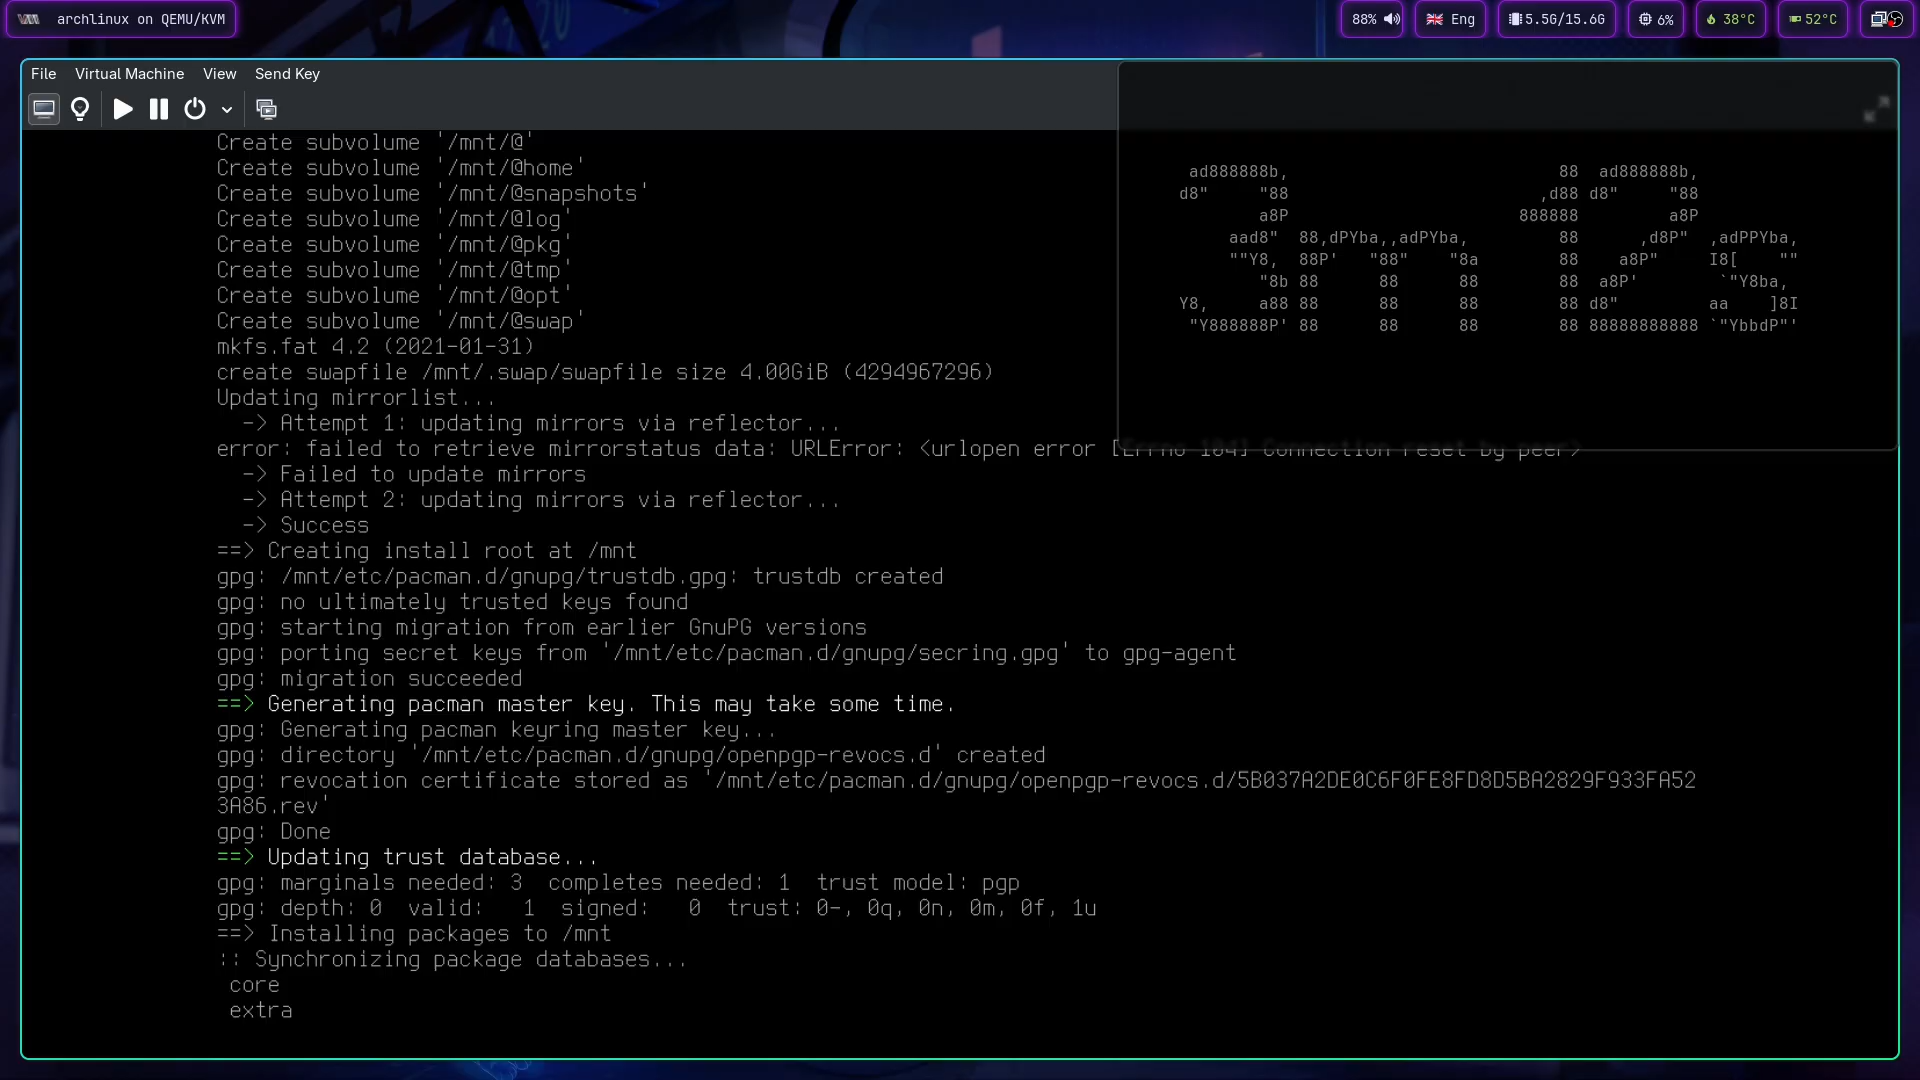 archlinux on QEMU/KVM
88%
Eng
5.5G/15.6G
6%
38°C
52°C
File Virtual Machine View Send Key
Create subvolume '/mnt/@'
Create subvolume '/mnt/@home'
Create subvolume '/mnt/@snapshots'
Create subvolume '/mnt/@log'
Create subvolume '/mnt/@pkg'
Create subvolume '/mnt/@tmp'
Create subvolume '/mnt/@opt'
Create subvolume '/mnt/@swap'
mkfs.fat 4.2 (2021-01-31)
create swapfile /mnt/.swap/swapfile size 4.00GiB (4294967296)
Updating mirrorlist...
-> Attempt 1: updating mirrors via reflector...
error: failed to retrieve mirrorstatus data: URLError: <urlopen error [Errno 104] Connection reset by peer>
-> Failed to update mirrors
-> Attempt 2: updating mirrors via reflector...
-> Success
==> Creating install root at /mnt
gpg: /mnt/etc/pacman.d/gnupg/trustdb.gpg: trustdb created
gpg: no ultimately trusted keys found
gpg: starting migration from earlier GnuPG versions
gpg: porting secret keys from '/mnt/etc/pacman.d/gnupg/secring.gpg' to gpg-agent
gpg: migration succeeded
==> Generating pacman master key. This may take some time.
gpg: Generating pacman keyring master key...
gpg: directory '/mnt/etc/pacman.d/gnupg/openpgp-revocs.d' created
gpg: revocation certificate stored as '/mnt/etc/pacman.d/gnupg/openpgp-revocs.d/5B037A2DE0C6F0FE8FD8D5BA2829F933FA52
3A86.rev'
gpg: Done
==> Updating trust database...
gpg: marginals needed: 3  completes needed: 1  trust model: pgp
gpg: depth: 0  valid:   1  signed:   0  trust: 0-, 0q, 0n, 0m, 0f, 1u
==> Installing packages to /mnt
:: Synchronizing package databases...
core
extra
3m12s